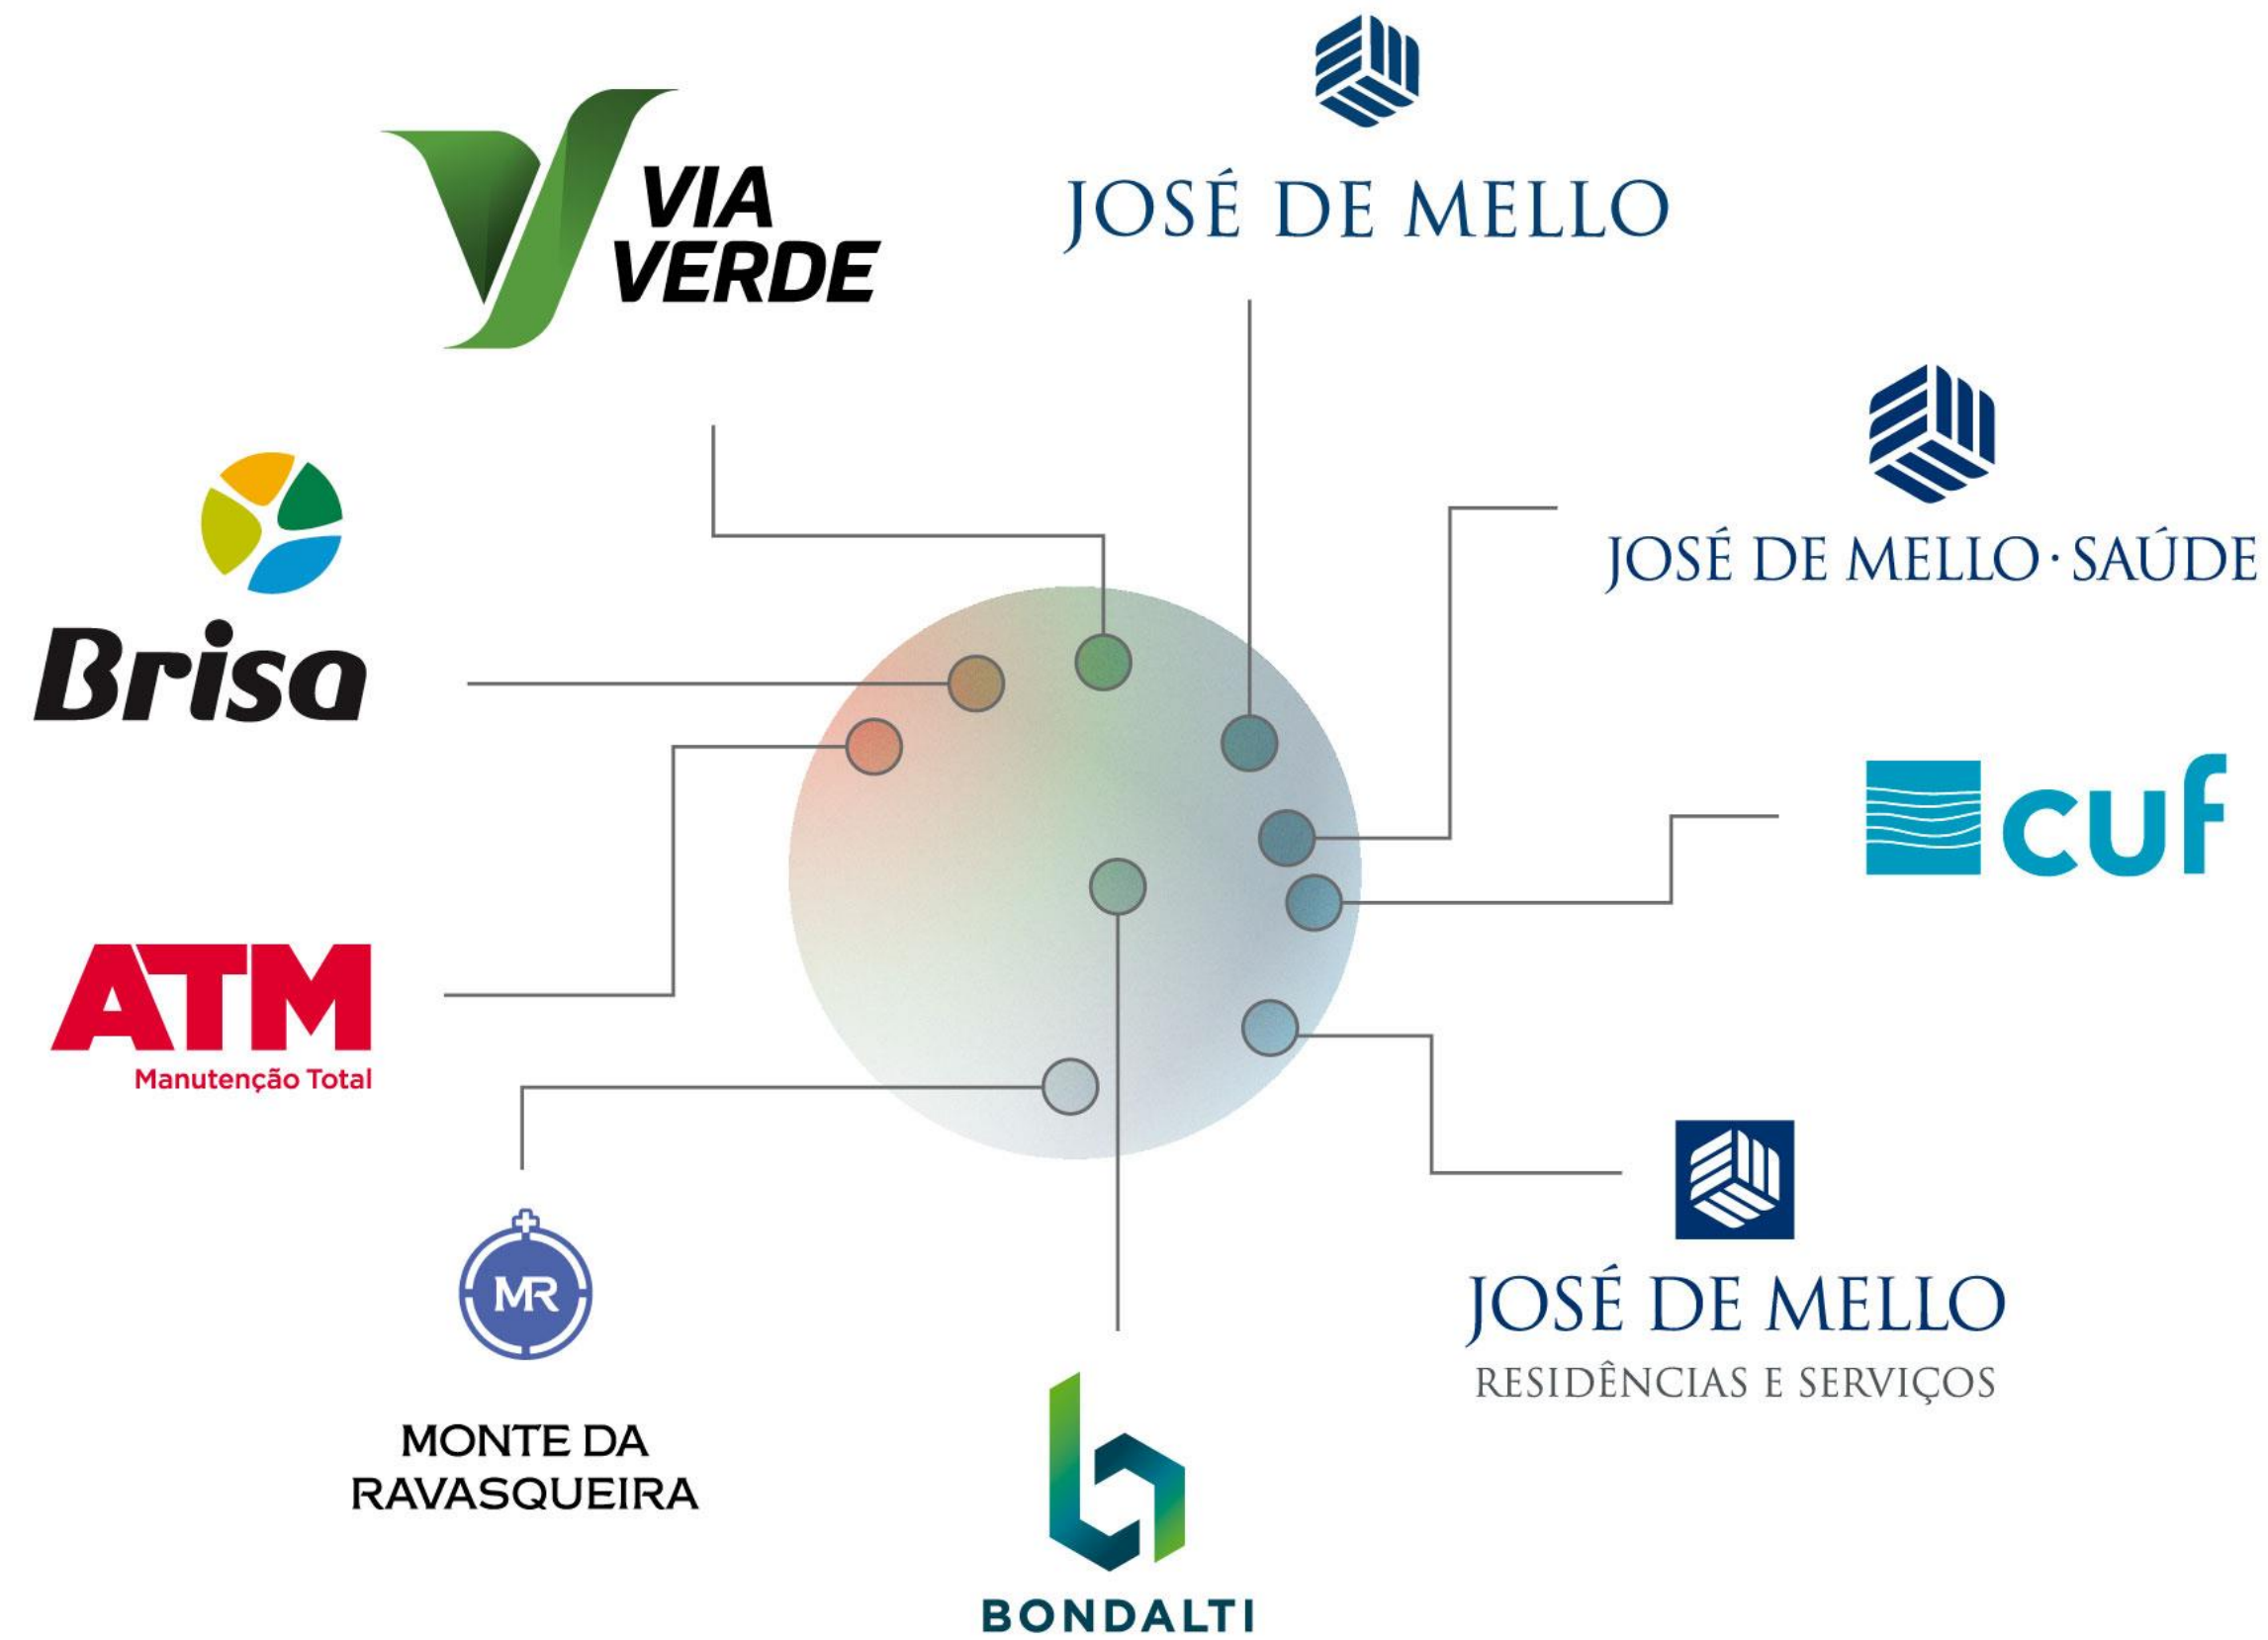 VIA
VERDE
JOSÉ DE MELLO
JOSÉ DE MELLO · SAÚDE
Brisa
cuf
ATM
Manutenção Total
MR
MONTE DA
RAVASQUEIRA
JOSÉ DE MELLO
RESIDÊNCIAS E SERVIÇOS
BONDALTI